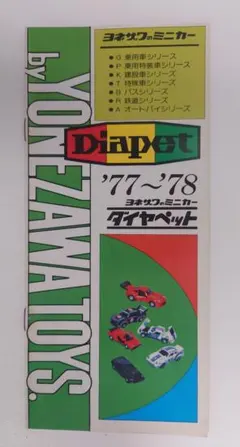 ヨネザワのミニカー
●G 乗用車シリーズ
●P 乗用特装車シリーズ
●K 建設車シリーズ
●T 特殊車シリーズ
●B バスシリーズ
●R 鉄道シリーズ
●A オートバイシリーズ
Diapet
'77〜'78
ヨネザワのミニカー
ダイヤペット
by YONEZAWA TOYS.